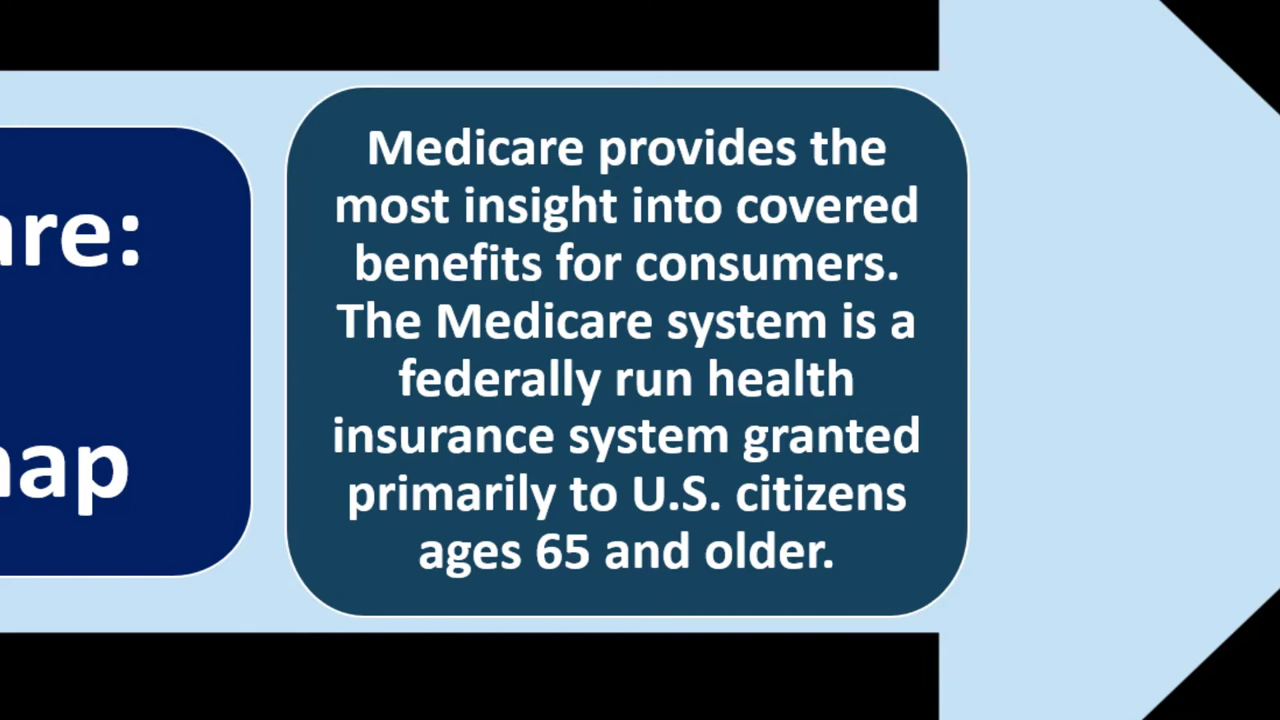 are:
map
Medicare provides the
most insight into covered
benefits for consumers.
The Medicare system is a
federally run health
insurance system granted
primarily to U.S. citizens
ages 65 and older.